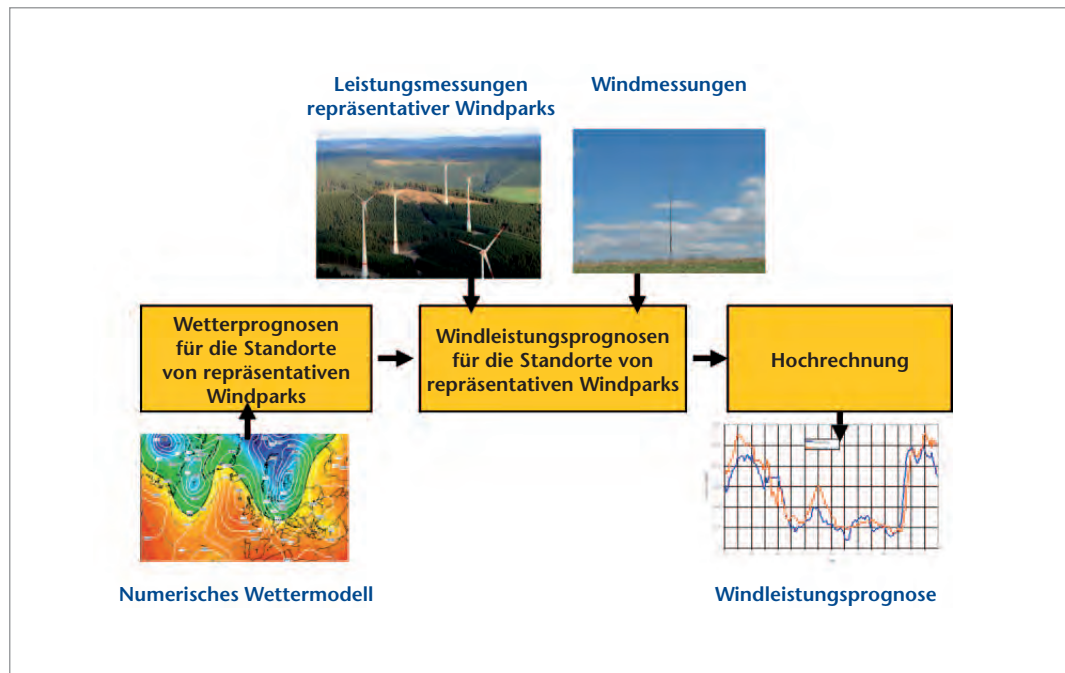 Leistungsmessungen
repräsentativer Windparks
Windmessungen
Wetterprognosen
für die Standorte
von repräsentativen
Windparks
Windleistungsprognosen
für die Standorte von
repräsentativen Windparks
Hochrechnung
Numerisches Wettermodell
Windleistungsprognose